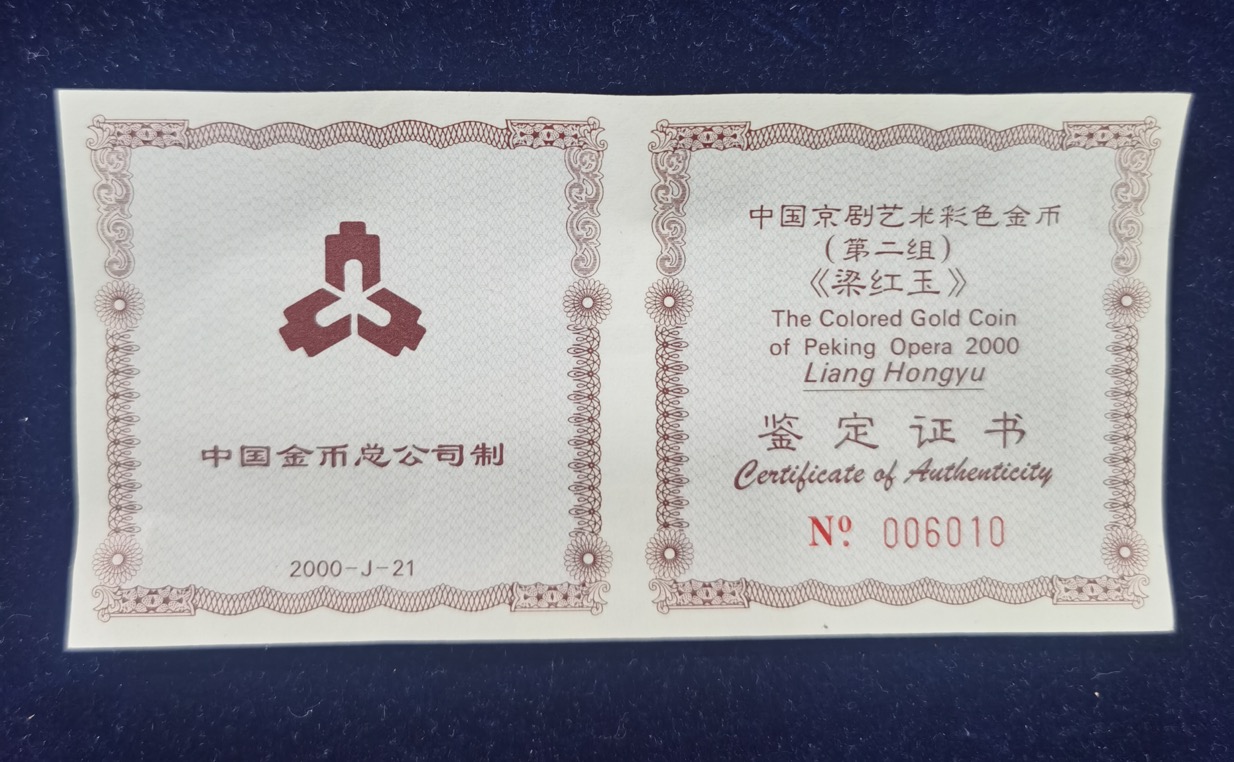 中国金币总公司制
2000-J-21
中国京剧艺术彩色金币
(第二组)
《梁红玉》
The Colored Gold Coin
of Peking Opera 2000
Liang Hongyu
鉴定证书
Certificate of Authenticity
Nº. 006010